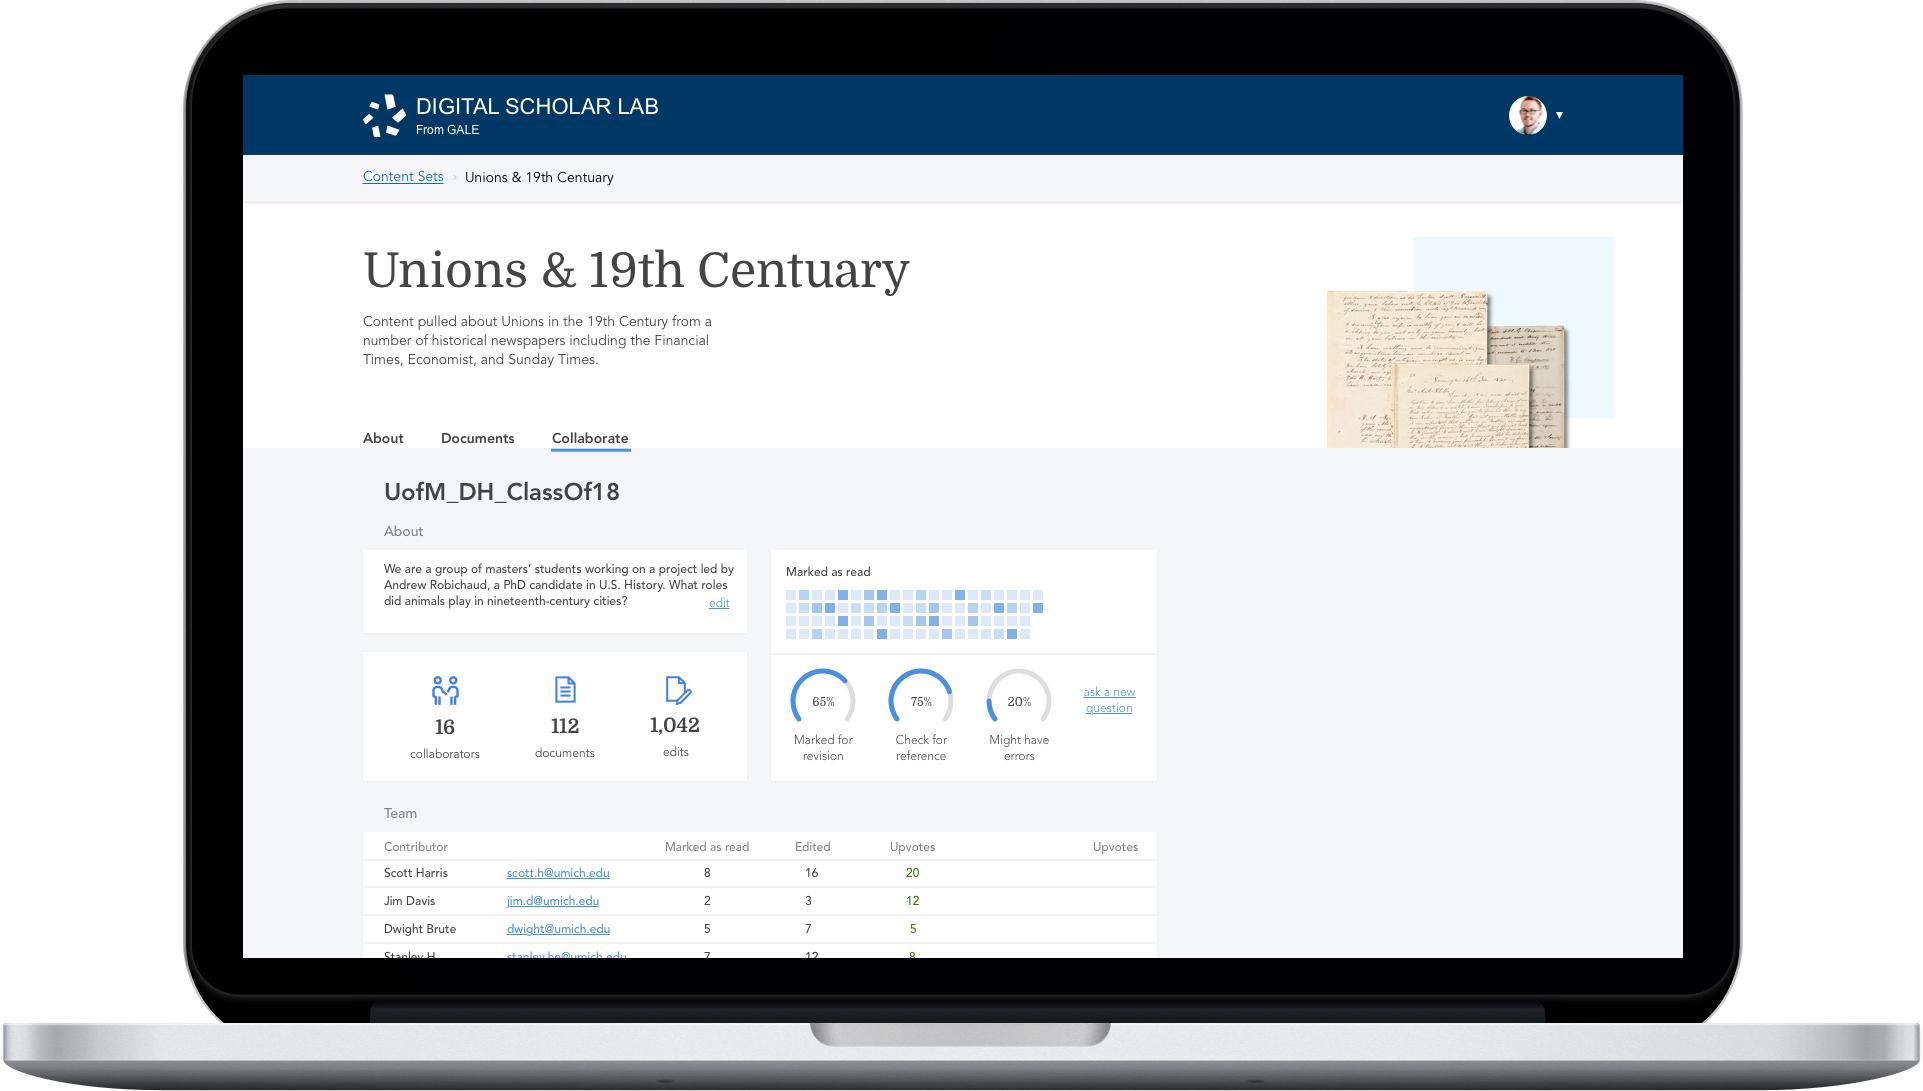 DIGITAL SCHOLAR LAB
From GALE
Content Sets › Unions & 19th Centuary
Unions & 19th Centuary
Content pulled about Unions in the 19th Century from a
number of historical newspapers including the Financial
Times, Economist, and Sunday Times.
About Documents Collaborate
UofM_DH_ClassOf18
About
We are a group of masters' students working on a project led by
Andrew Robichaud, a PhD candidate in U.S. History. What roles
did animals play in nineteenth-century cities?
edit
Marked as read
16 112 1,042
collaborators documents edits
65% 75% 20%
Marked for
revision
Check for
reference
Might have
errors
ask a new
question
Team
Contributor Marked as read Edited Upvotes Upvotes
Scott Harris scott.h@umich.edu 8 16 20
Jim Davis jim.d@umich.edu 2 3 12
Dwight Brute dwight@umich.edu 5 7 5
Stanley H. stanley.he@umich.edu 7 12 8